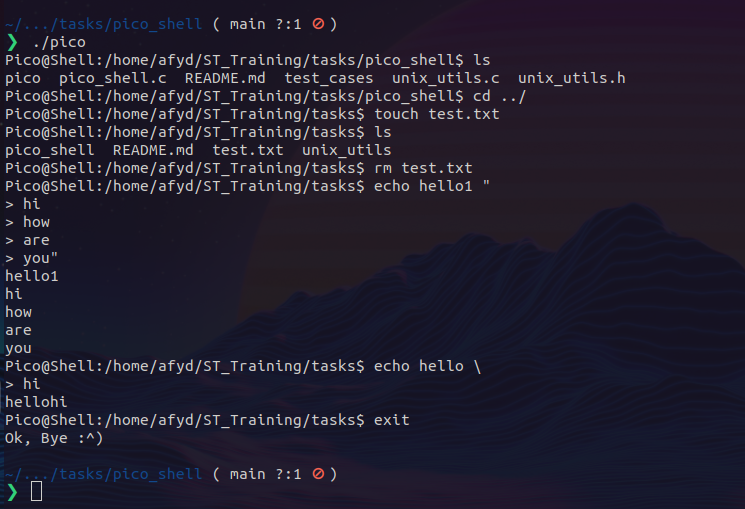 ~/.../tasks/pico_shell ( main ?:1 🚫 )
❯ ./pico
Pico@Shell:/home/afyd/ST_Training/tasks/pico_shell$ ls
pico  pico_shell.c  README.md  test_cases  unix_utils.c  unix_utils.h
Pico@Shell:/home/afyd/ST_Training/tasks/pico_shell$ cd ../
Pico@Shell:/home/afyd/ST_Training/tasks$ touch test.txt
Pico@Shell:/home/afyd/ST_Training/tasks$ ls
pico_shell  README.md  test.txt  unix_utils
Pico@Shell:/home/afyd/ST_Training/tasks$ rm test.txt
Pico@Shell:/home/afyd/ST_Training/tasks$ echo hello1 "
> hi
> how
> are
> you"
hello1
hi
how
are
you
Pico@Shell:/home/afyd/ST_Training/tasks$ echo hello \
> hi
hellohi
Pico@Shell:/home/afyd/ST_Training/tasks$ exit
Ok, Bye :^)
~/.../tasks/pico_shell ( main ?:1 🚫 )
❯